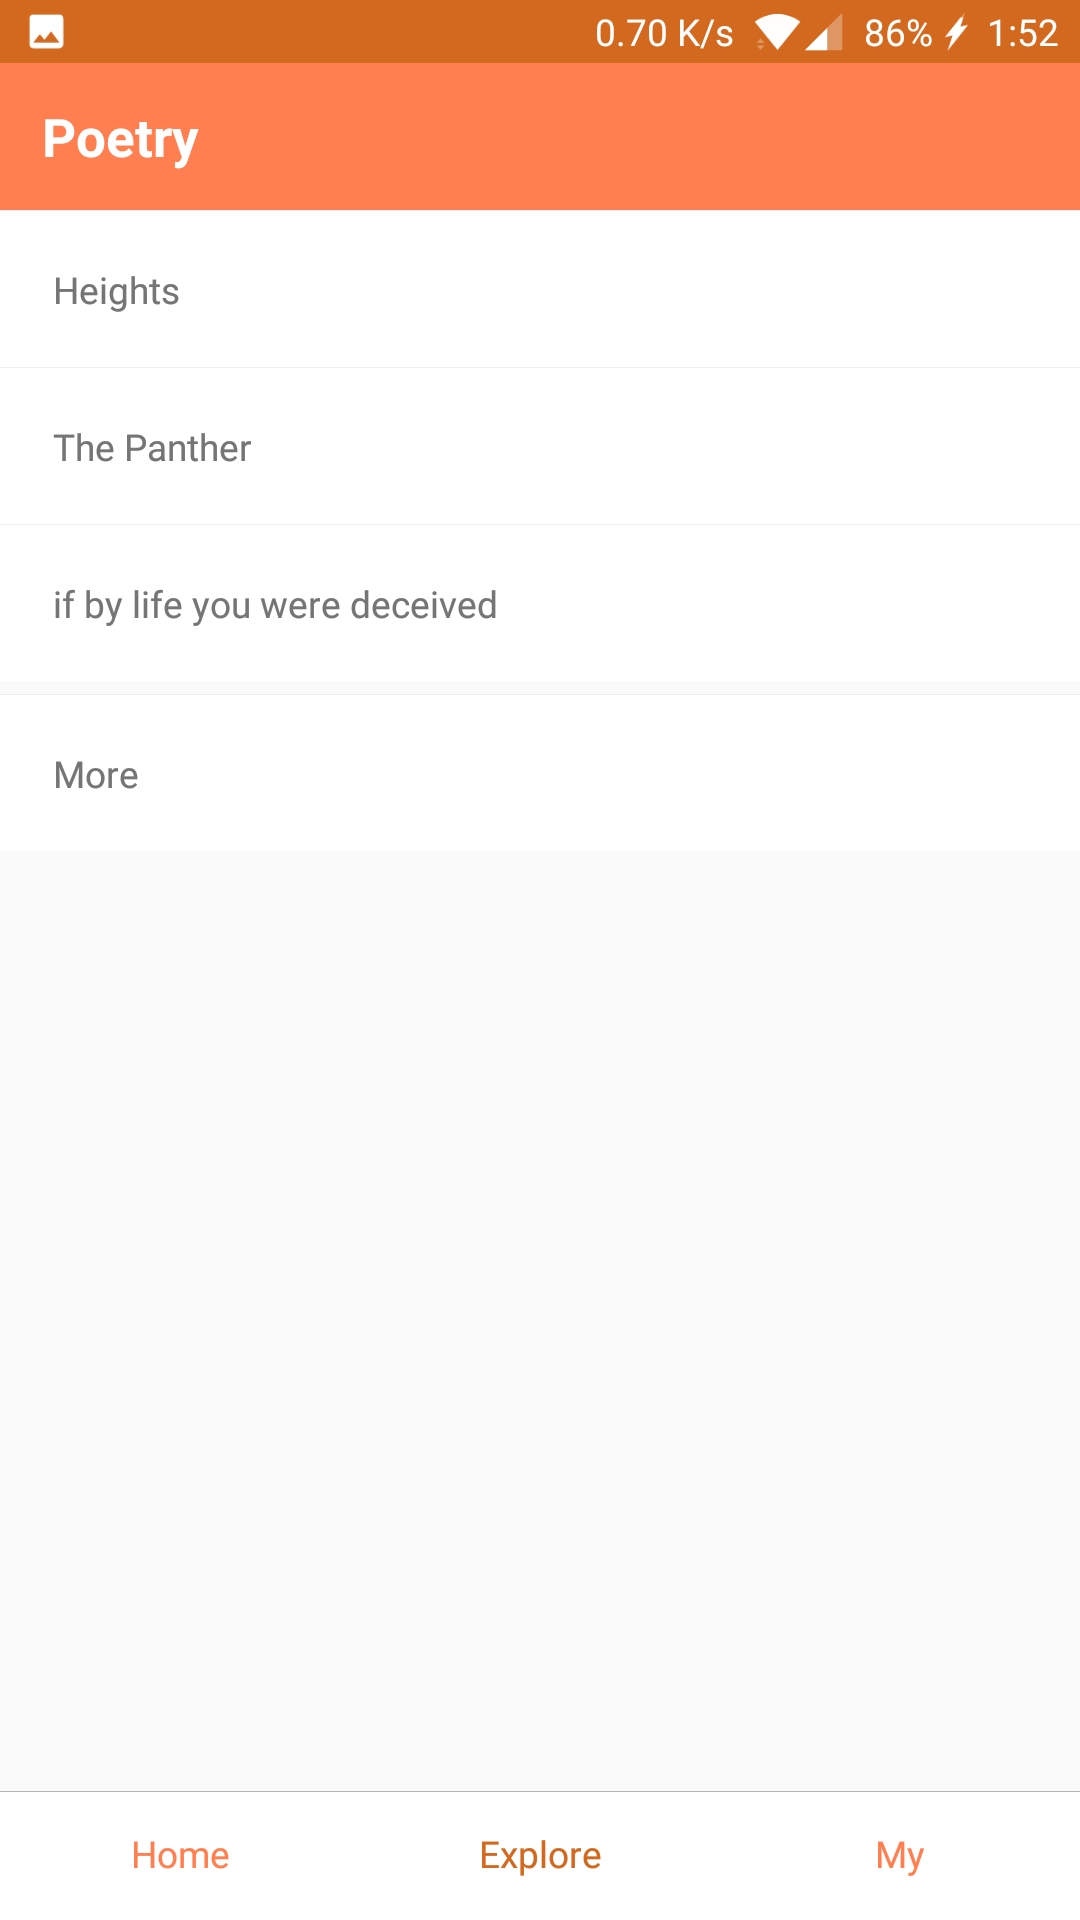 0.70 K/s 86% 1:52
Poetry
Heights
The Panther
if by life you were deceived
More
Home Explore My